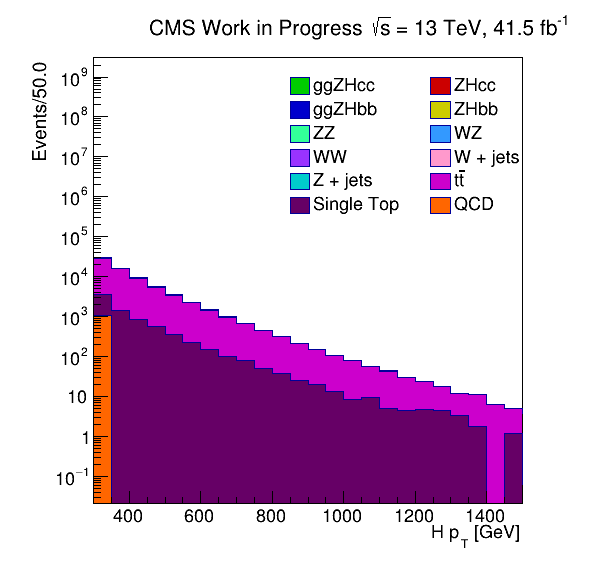 CMS Work in Progress √s = 13 TeV, 41.5 fb⁻¹
Events/50.0
10⁹
10⁸
10⁷
10⁶
10⁵
10⁴
10³
10²
10
1
10⁻¹
ggZHcc ZHcc
ggZHbb ZHbb
ZZ WZ
WW W + jets
Z + jets tt̄
Single Top QCD
400 600 800 1000 1200 1400
H p_T [GeV]